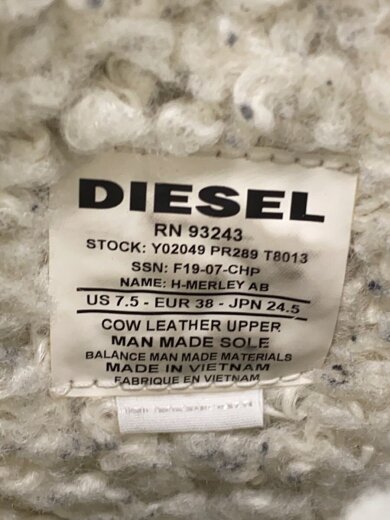 DIESEL
RN 93243
STOCK: Y02049 PR289 T8013
SSN: F19-07-CHP
NAME: H-MERLEY AB
US 7.5 - EUR 38 - JPN 24.5
COW LEATHER UPPER
MAN MADE SOLE
BALANCE MAN MADE MATERIALS
MADE IN VIETNAM
FABRIQUE EN VIETNAM